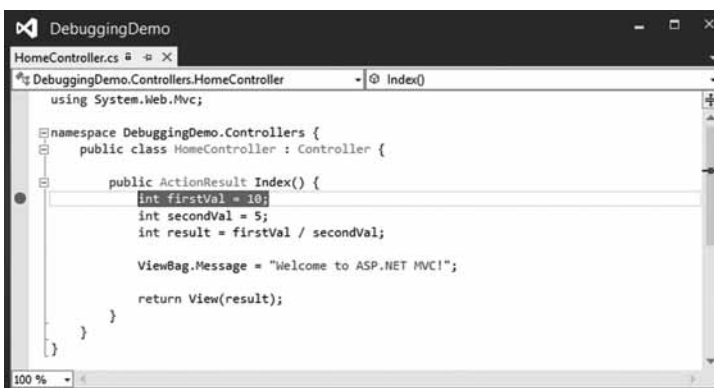 DebuggingDemo
HomeController.cs
DebuggingDemo.Controllers.HomeController
Index()
using System.Web.Mvc;
namespace DebuggingDemo.Controllers {
public class HomeController : Controller {
public ActionResult Index() {
int firstVal = 10;
int secondVal = 5;
int result = firstVal / secondVal;
ViewBag.Message = "Welcome to ASP.NET MVC!";
return View(result);
}
}
}
100 %